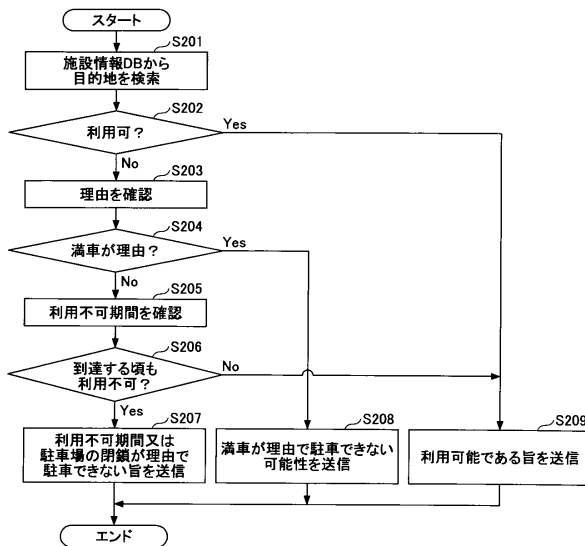 スタート
S201
施設情報DBから
目的地を検索
S202
利用可？
Yes
No
S203
理由を確認
S204
満車が理由？
Yes
No
S205
利用不可期間を確認
S206
到達する頃も
利用不可？
No
Yes
S207
利用不可期間又は
駐車場の閉鎖が理由で
駐車できない旨を送信
S208
満車が理由で駐車できない
可能性を送信
S209
利用可能である旨を送信
エンド